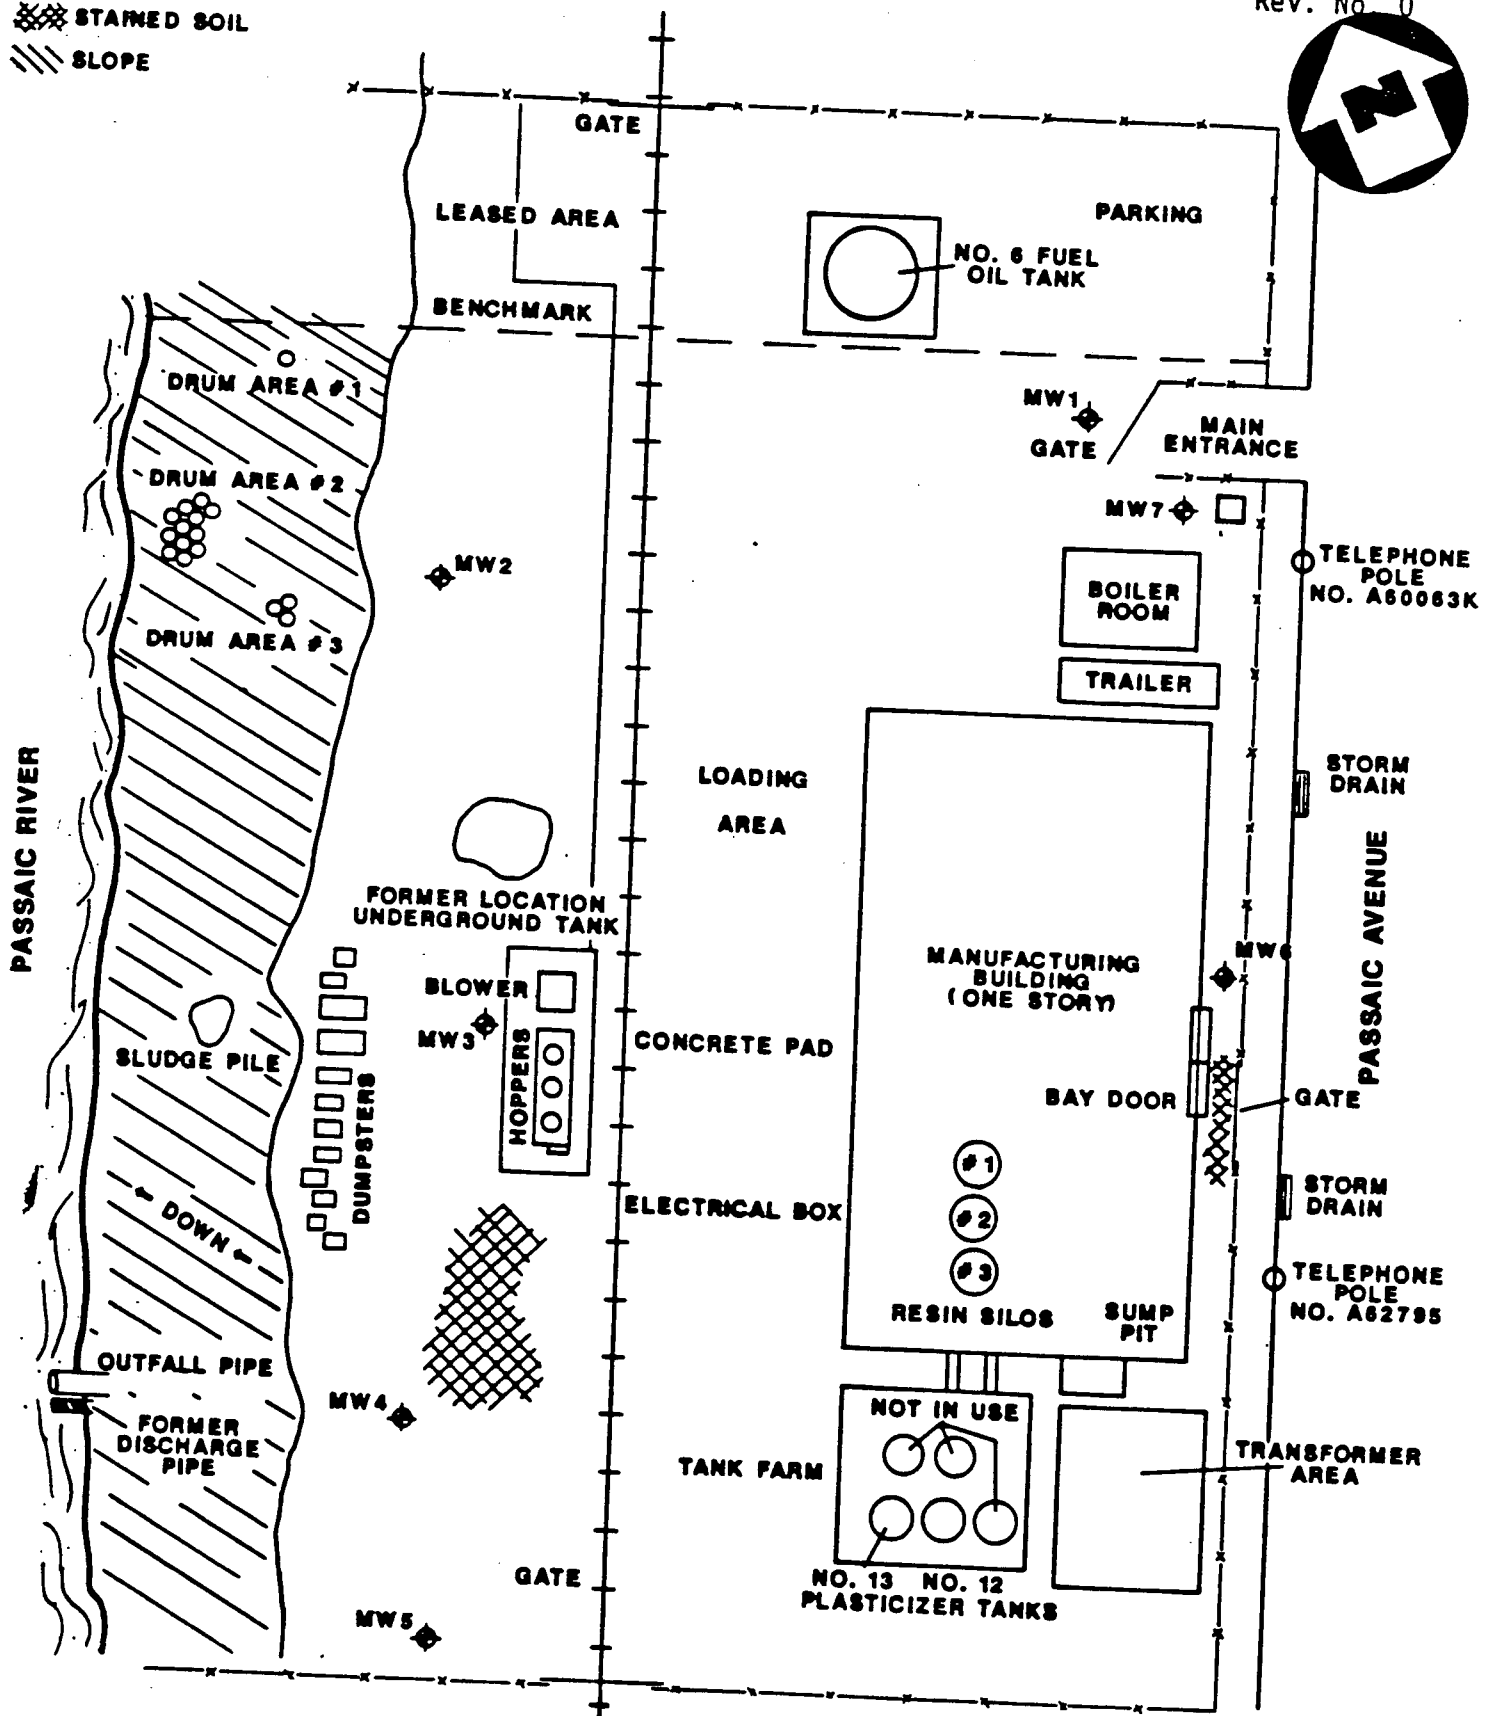 Rev. No. 0
STAINED SOIL
SLOPE
N
GATE
LEASED AREA
PARKING
NO. 6 FUEL
OIL TANK
BENCHMARK
DRUM AREA #1
MW1
GATE
MAIN
ENTRANCE
DRUM AREA #2
MW7
MW2
TELEPHONE
POLE
NO. A60063K
BOILER
ROOM
DRUM AREA #3
TRAILER
LOADING
AREA
STORM
DRAIN
PASSAIC RIVER
PASSAIC AVENUE
FORMER LOCATION
UNDERGROUND TANK
MANUFACTURING
BUILDING
(ONE STORY)
MW6
BLOWER
MW3
HOPPERS
CONCRETE PAD
SLUDGE PILE
DUMPSTERS
BAY DOOR
GATE
#1
#2
#3
RESIN SILOS
SUMP
PIT
ELECTRICAL BOX
STORM
DRAIN
← DOWN ←
TELEPHONE
POLE
NO. A62795
OUTFALL PIPE
MW4
FORMER
DISCHARGE
PIPE
NOT IN USE
TANK FARM
TRANSFORMER
AREA
GATE
NO. 13 NO. 12
PLASTICIZER TANKS
MW5